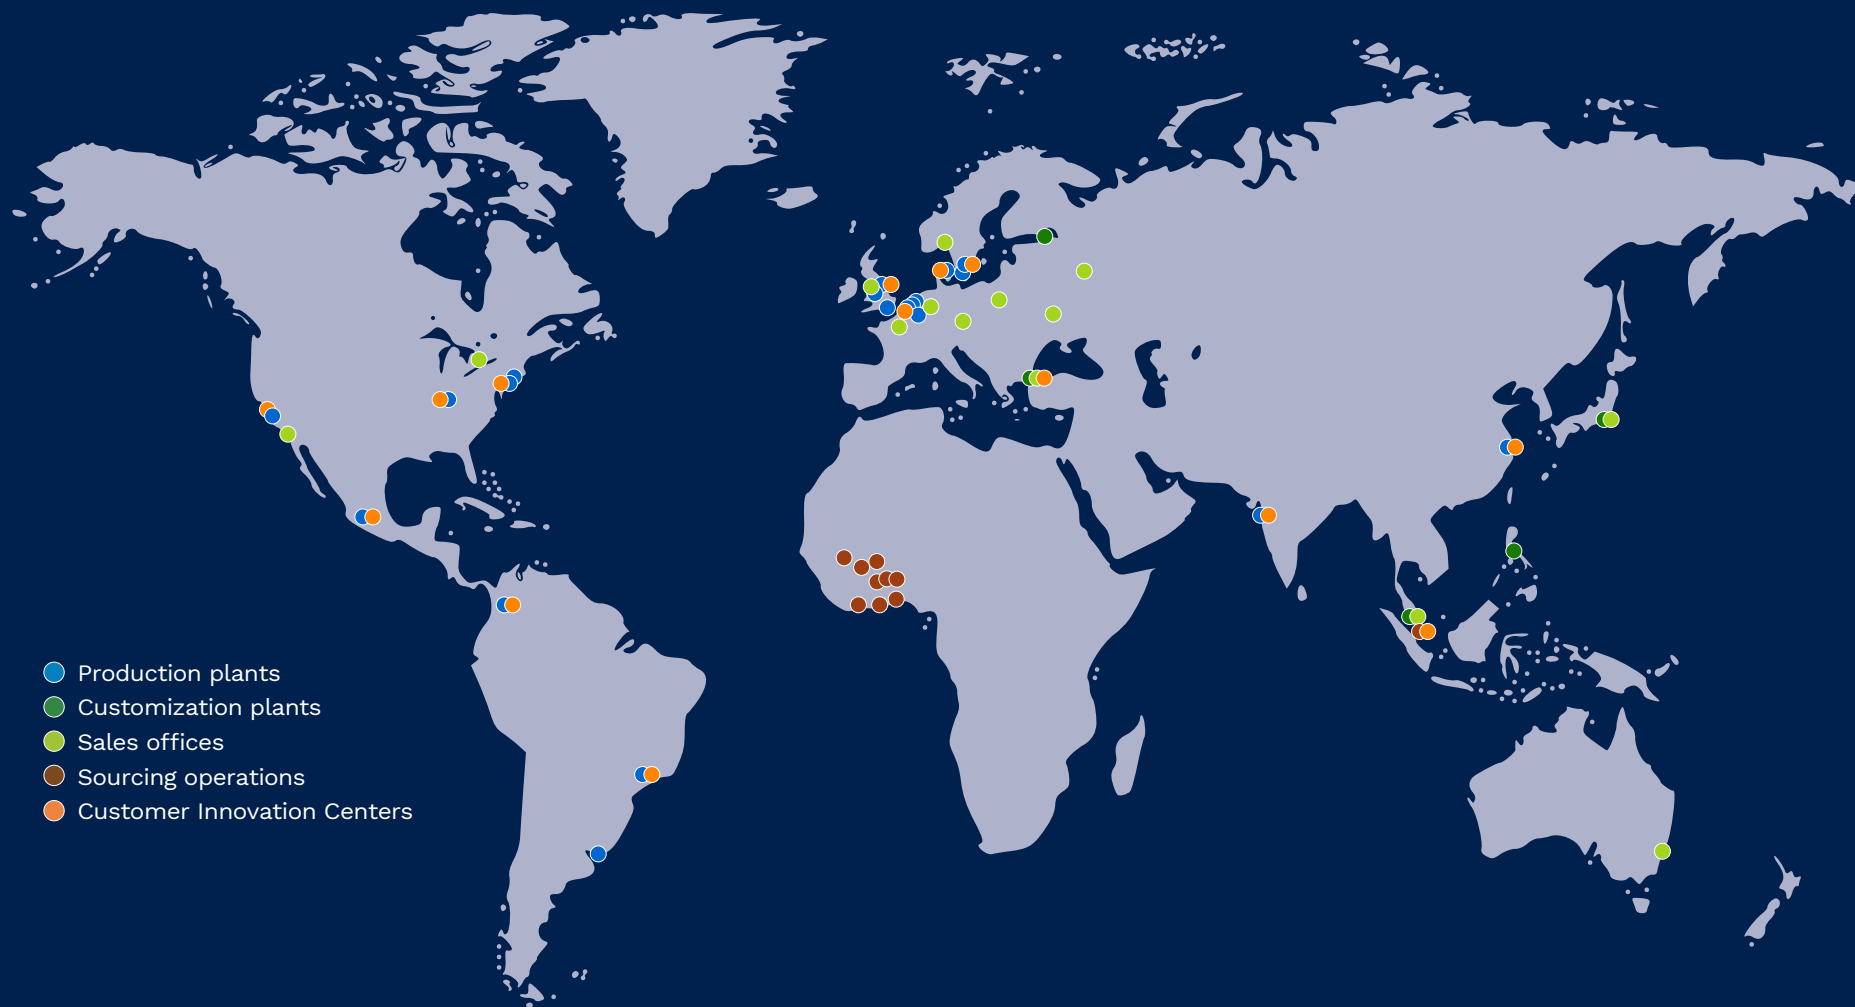 Production plants
Customization plants
Sales offices
Sourcing operations
Customer Innovation Centers